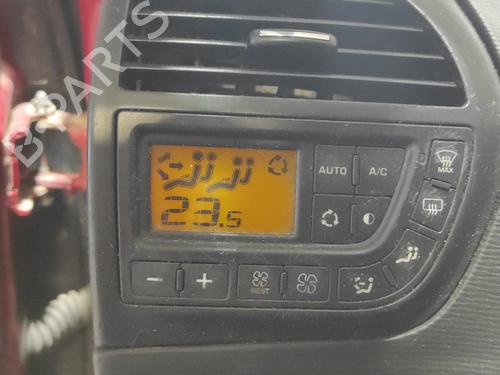 B-PARTS
AUTO
A/C
MAX
23.5
−
+
REST